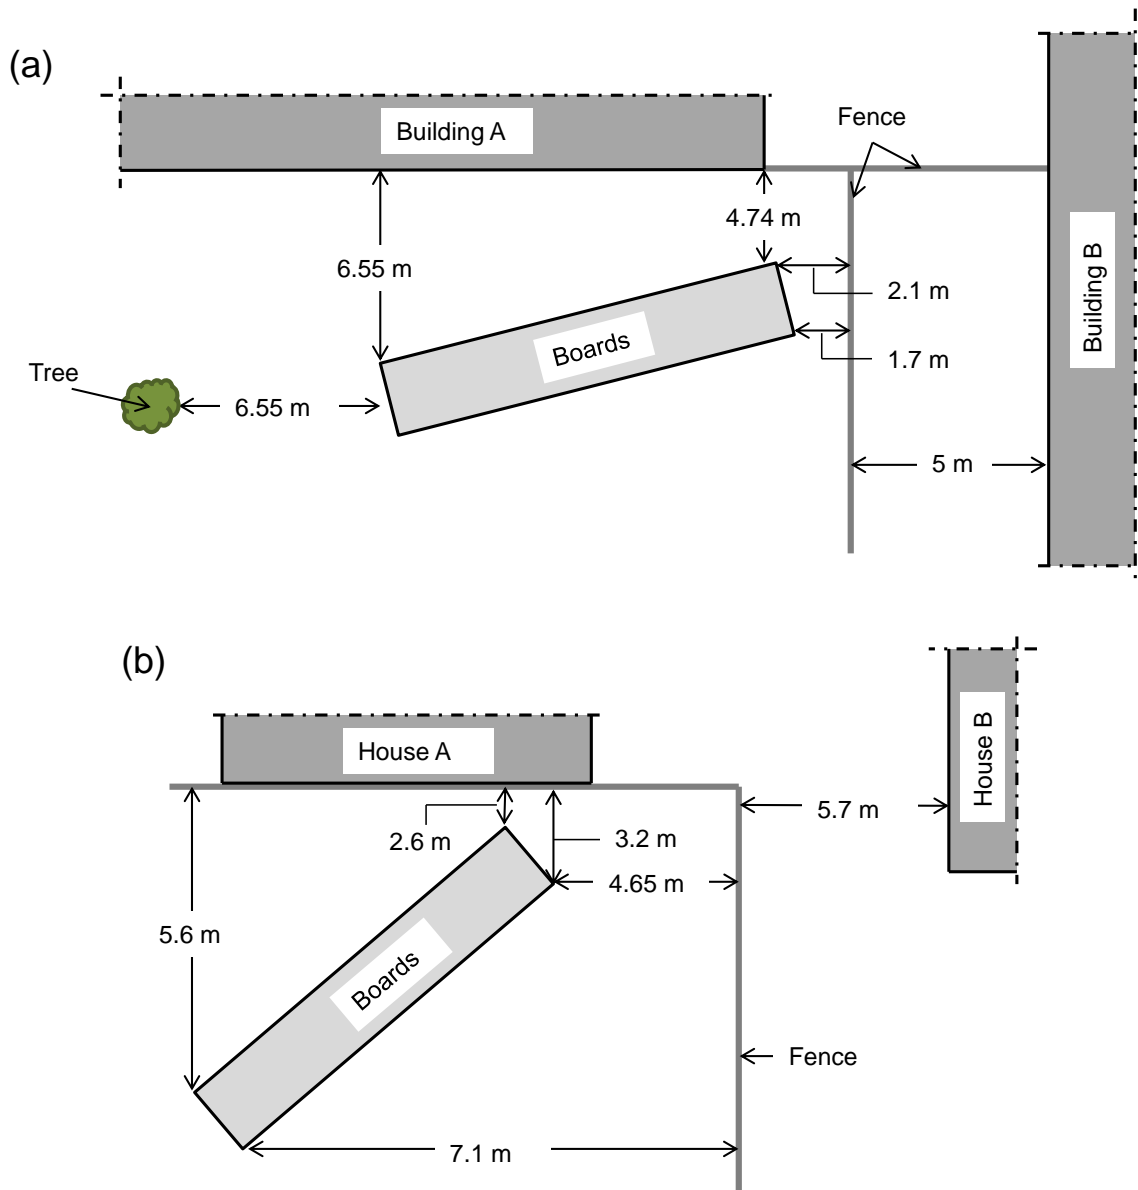 (a)
Building A
Fence
4.74 m
6.55 m
2.1 m
Building B
Boards
1.7 m
Tree
6.55 m
5 m
(b)
House A
House B
5.7 m
2.6 m
3.2 m
4.65 m
5.6 m
Boards
Fence
7.1 m